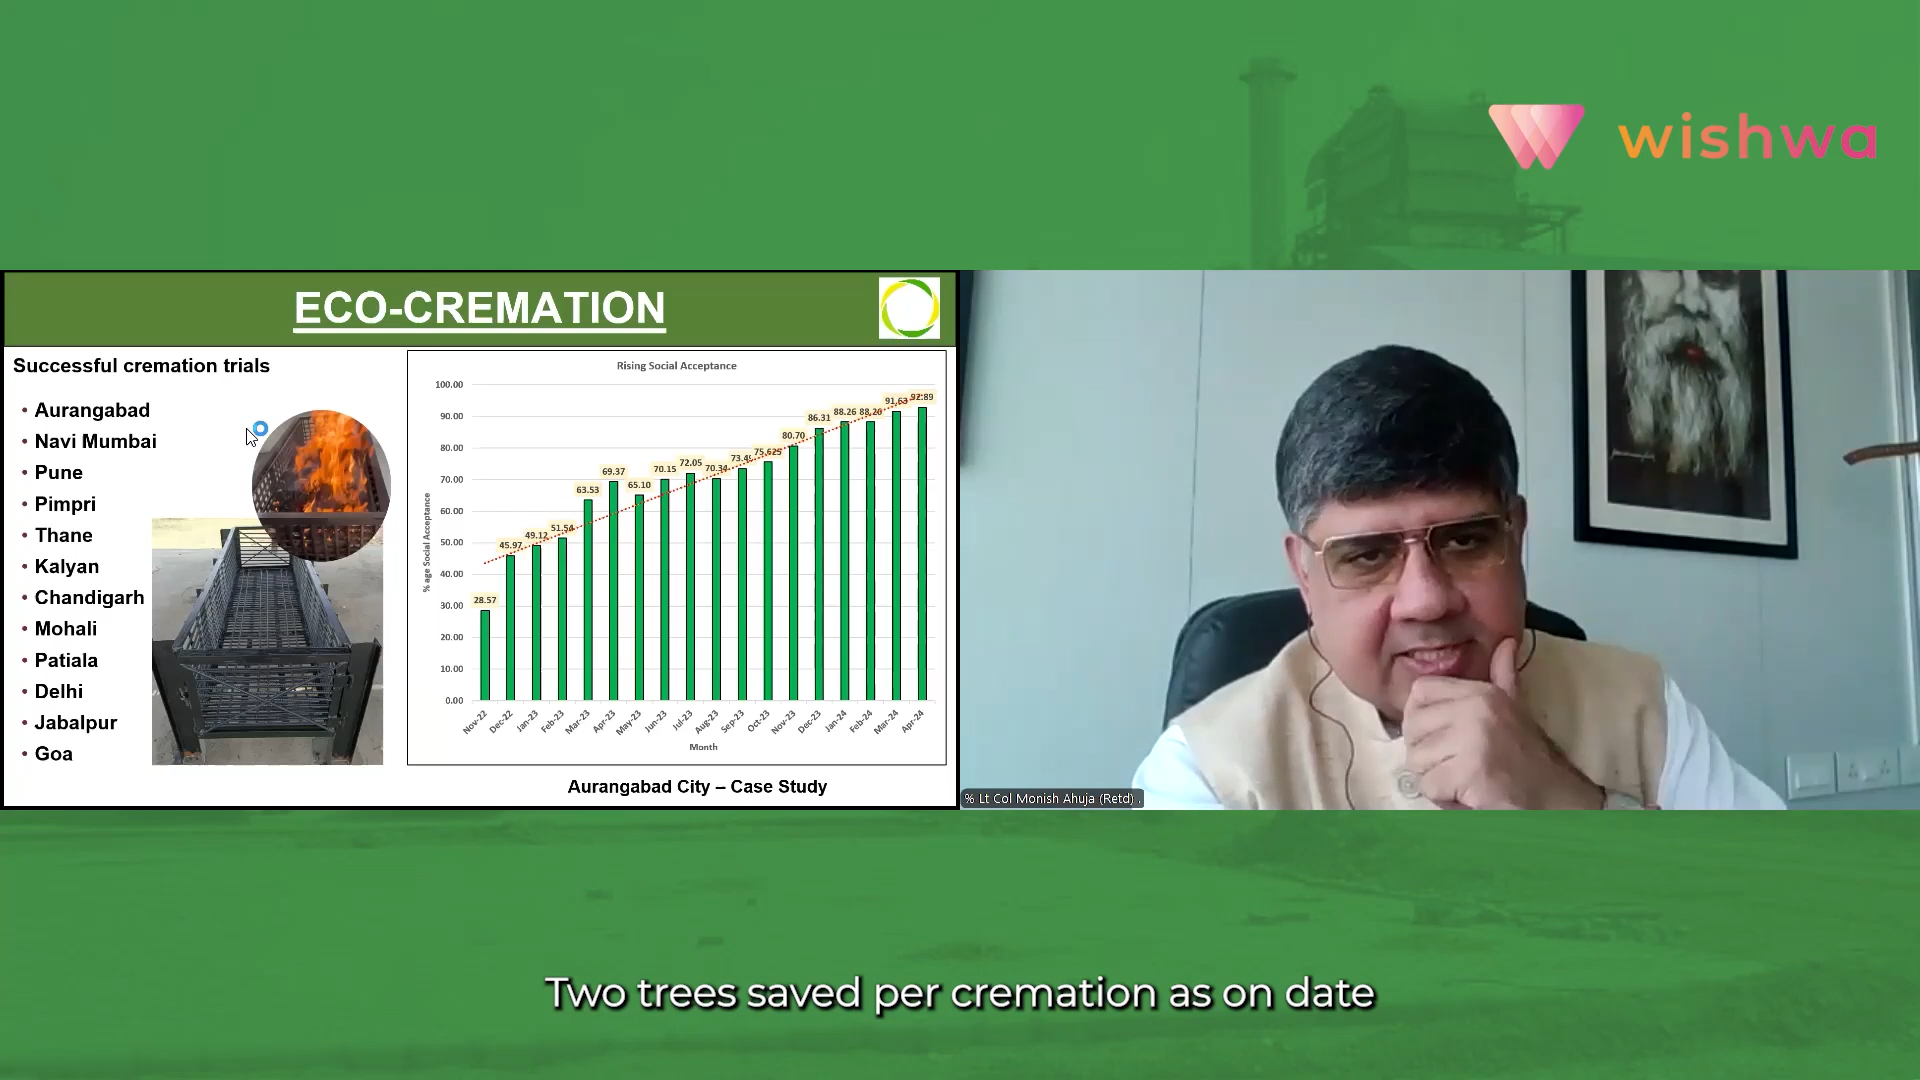 wishwa
ECO-CREMATION
Successful cremation trials
• Aurangabad
• Navi Mumbai
• Pune
• Pimpri
• Thane
• Kalyan
• Chandigarh
• Mohali
• Patiala
• Delhi
• Jabalpur
• Goa
Rising Social Acceptance
% age Social Acceptance
100.00
90.00
80.00
70.00
60.00
50.00
40.00
30.00
20.00
10.00
0.00
28.57
45.97
49.12
51.54
63.53
69.37
65.10
70.15
72.05
70.34
73.49
75.625
80.70
86.31
88.26
88.26
91.63
92.89
Nov-22
Dec-22
Jan-23
Feb-23
Mar-23
Apr-23
May-23
Jun-23
Jul-23
Aug-23
Sep-23
Oct-23
Nov-23
Dec-23
Jan-24
Feb-24
Mar-24
Apr-24
Month
Aurangabad City – Case Study
% Lt Col Monish Ahuja (Retd) .
Two trees saved per cremation as on date